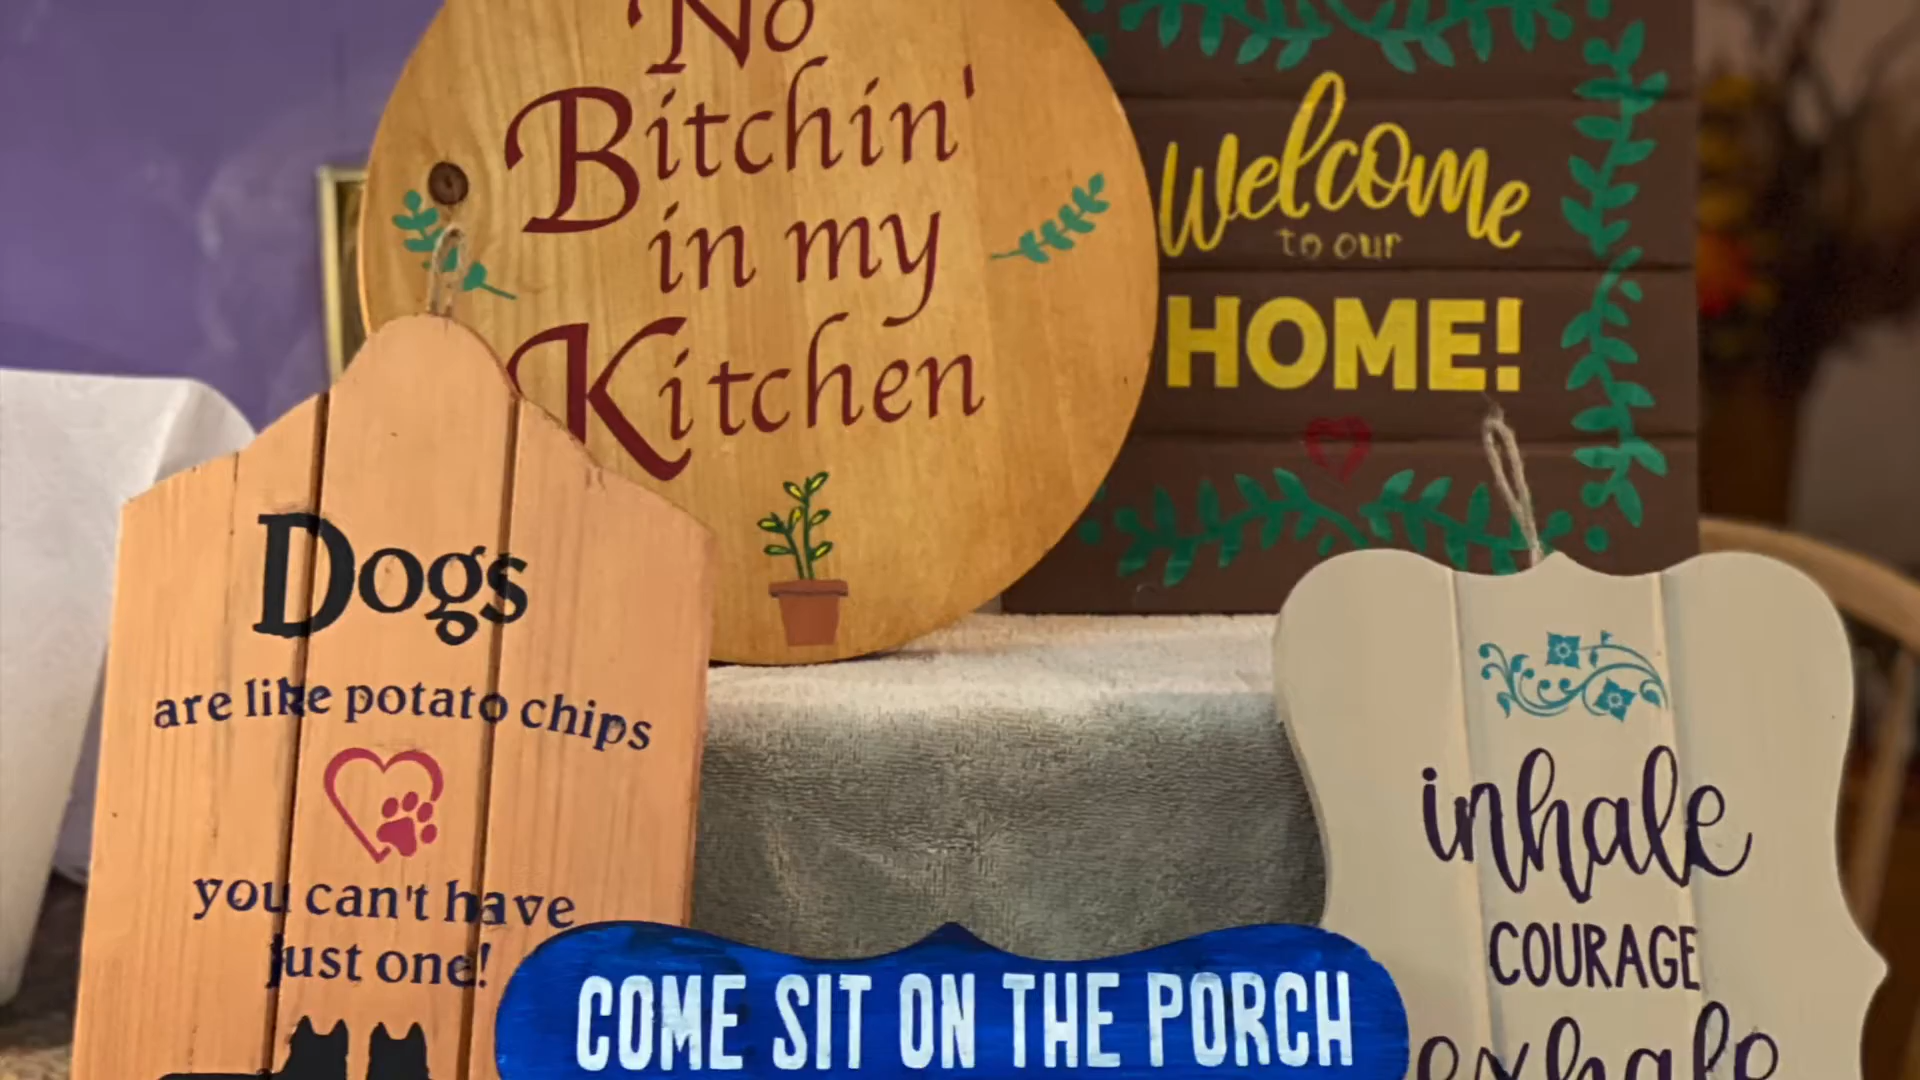 No
Bitchin'
in my
Kitchen
Welcome
to our
HOME!
Dogs
are like potato chips
you can't have
just one!
COME SIT ON THE PORCH
inhale
COURAGE
exhale